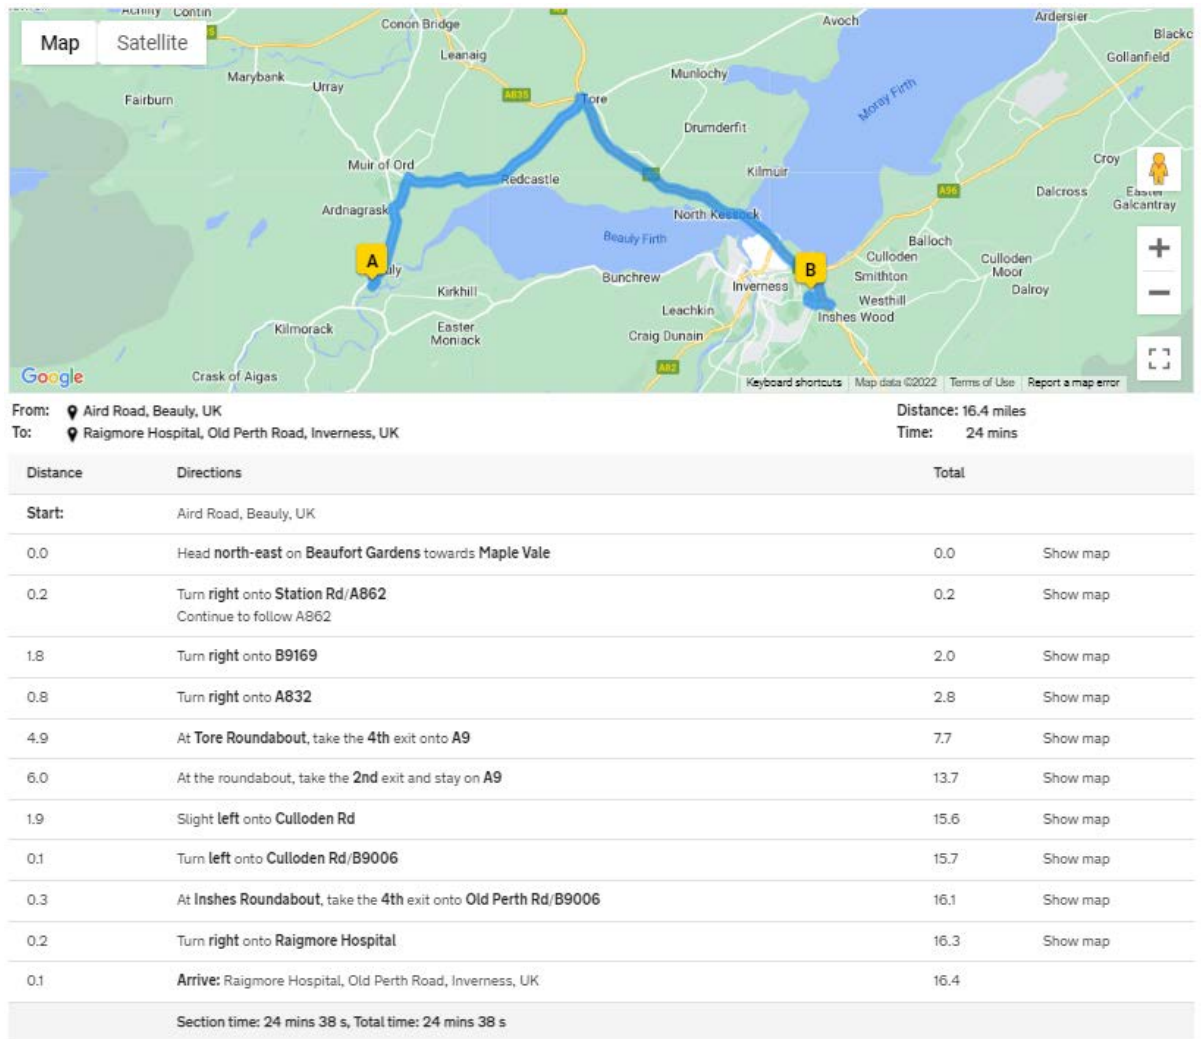 Achilty Contin
Conon Bridge
Avoch
Ardersier
Map Satellite
Leanaig
Gollanfield
Marybank
Urray
Munlochy
Fairburn
A835
Tore
Moray Firth
Drumderfit
Muir of Ord
Croy
Redcastle
Kilmuir
A96
Dalcross
Easter
Galcantray
Ardnagrask
North Kessock
A
uly
Beauly Firth
Balloch
Culloden
Culloden
Moor
B
Bunchrew
Smithton
Kirkhill
Inverness
Dalroy
Westhill
Leachkin
Inshes Wood
Kilmorack
Easter
Moniack
Craig Dunain
A82
Google
Crask of Aigas
Keyboard shortcuts Map data ©2022 Terms of Use Report a map error
From: Aird Road, Beauly, UK Distance: 16.4 miles
To: Raigmore Hospital, Old Perth Road, Inverness, UK Time: 24 mins
Distance Directions Total
Start: Aird Road, Beauly, UK
0.0 Head north-east on Beaufort Gardens towards Maple Vale 0.0 Show map
0.2 Turn right onto Station Rd/A862 0.2 Show map
Continue to follow A862
1.8 Turn right onto B9169 2.0 Show map
0.8 Turn right onto A832 2.8 Show map
4.9 At Tore Roundabout, take the 4th exit onto A9 7.7 Show map
6.0 At the roundabout, take the 2nd exit and stay on A9 13.7 Show map
1.9 Slight left onto Culloden Rd 15.6 Show map
0.1 Turn left onto Culloden Rd/B9006 15.7 Show map
0.3 At Inshes Roundabout, take the 4th exit onto Old Perth Rd/B9006 16.1 Show map
0.2 Turn right onto Raigmore Hospital 16.3 Show map
0.1 Arrive: Raigmore Hospital, Old Perth Road, Inverness, UK 16.4
Section time: 24 mins 38 s, Total time: 24 mins 38 s